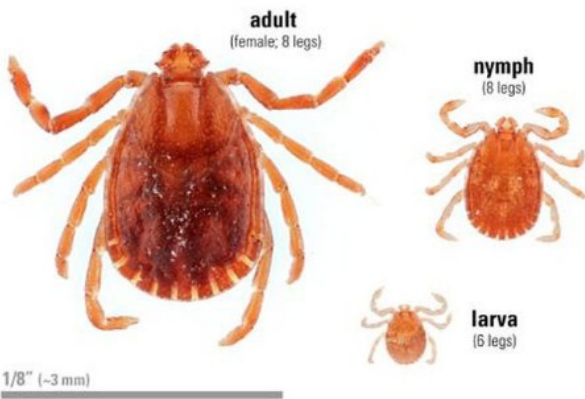 adult
(female; 8 legs)
nymph
(8 legs)
larva
(6 legs)
1/8" (~3 mm)